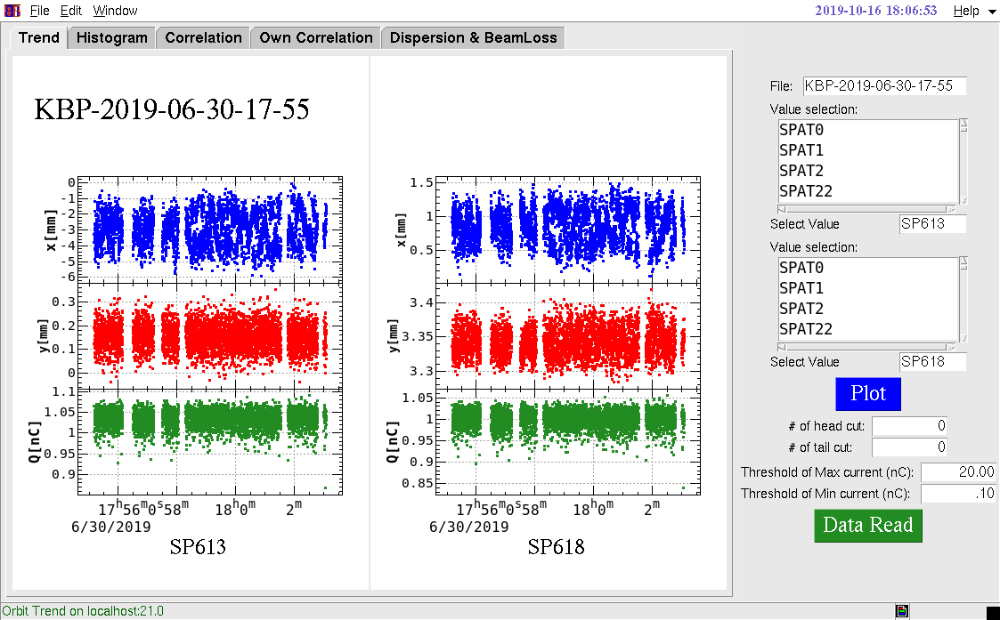 File Edit Window 2019-10-16 18:06:53 Help
Trend Histogram Correlation Own Correlation Dispersion & BeamLoss
KBP-2019-06-30-17-55
0
-1
-2
-3
-4
-5
-6
x[mm]
0.3
0.2
0.1
0
y[mm]
1.1
1.05
1
0.95
0.9
Q[nC]
17h56m0s58m 18h0m 2m
6/30/2019
SP613
1.5
1
0.5
x[mm]
3.4
3.35
3.3
y[mm]
1.05
1
0.95
0.9
0.85
Q[nC]
17h56m0s58m 18h0m 2m
6/30/2019
SP618
File: KBP-2019-06-30-17-55
Value selection:
SPAT0
SPAT1
SPAT2
SPAT22
Select Value SP613
Value selection:
SPAT0
SPAT1
SPAT2
SPAT22
Select Value SP618
Plot
# of head cut: 0
# of tail cut: 0
Threshold of Max current (nC): 20.00
Threshold of Min current (nC): .10
Data Read
Orbit Trend on localhost:21.0